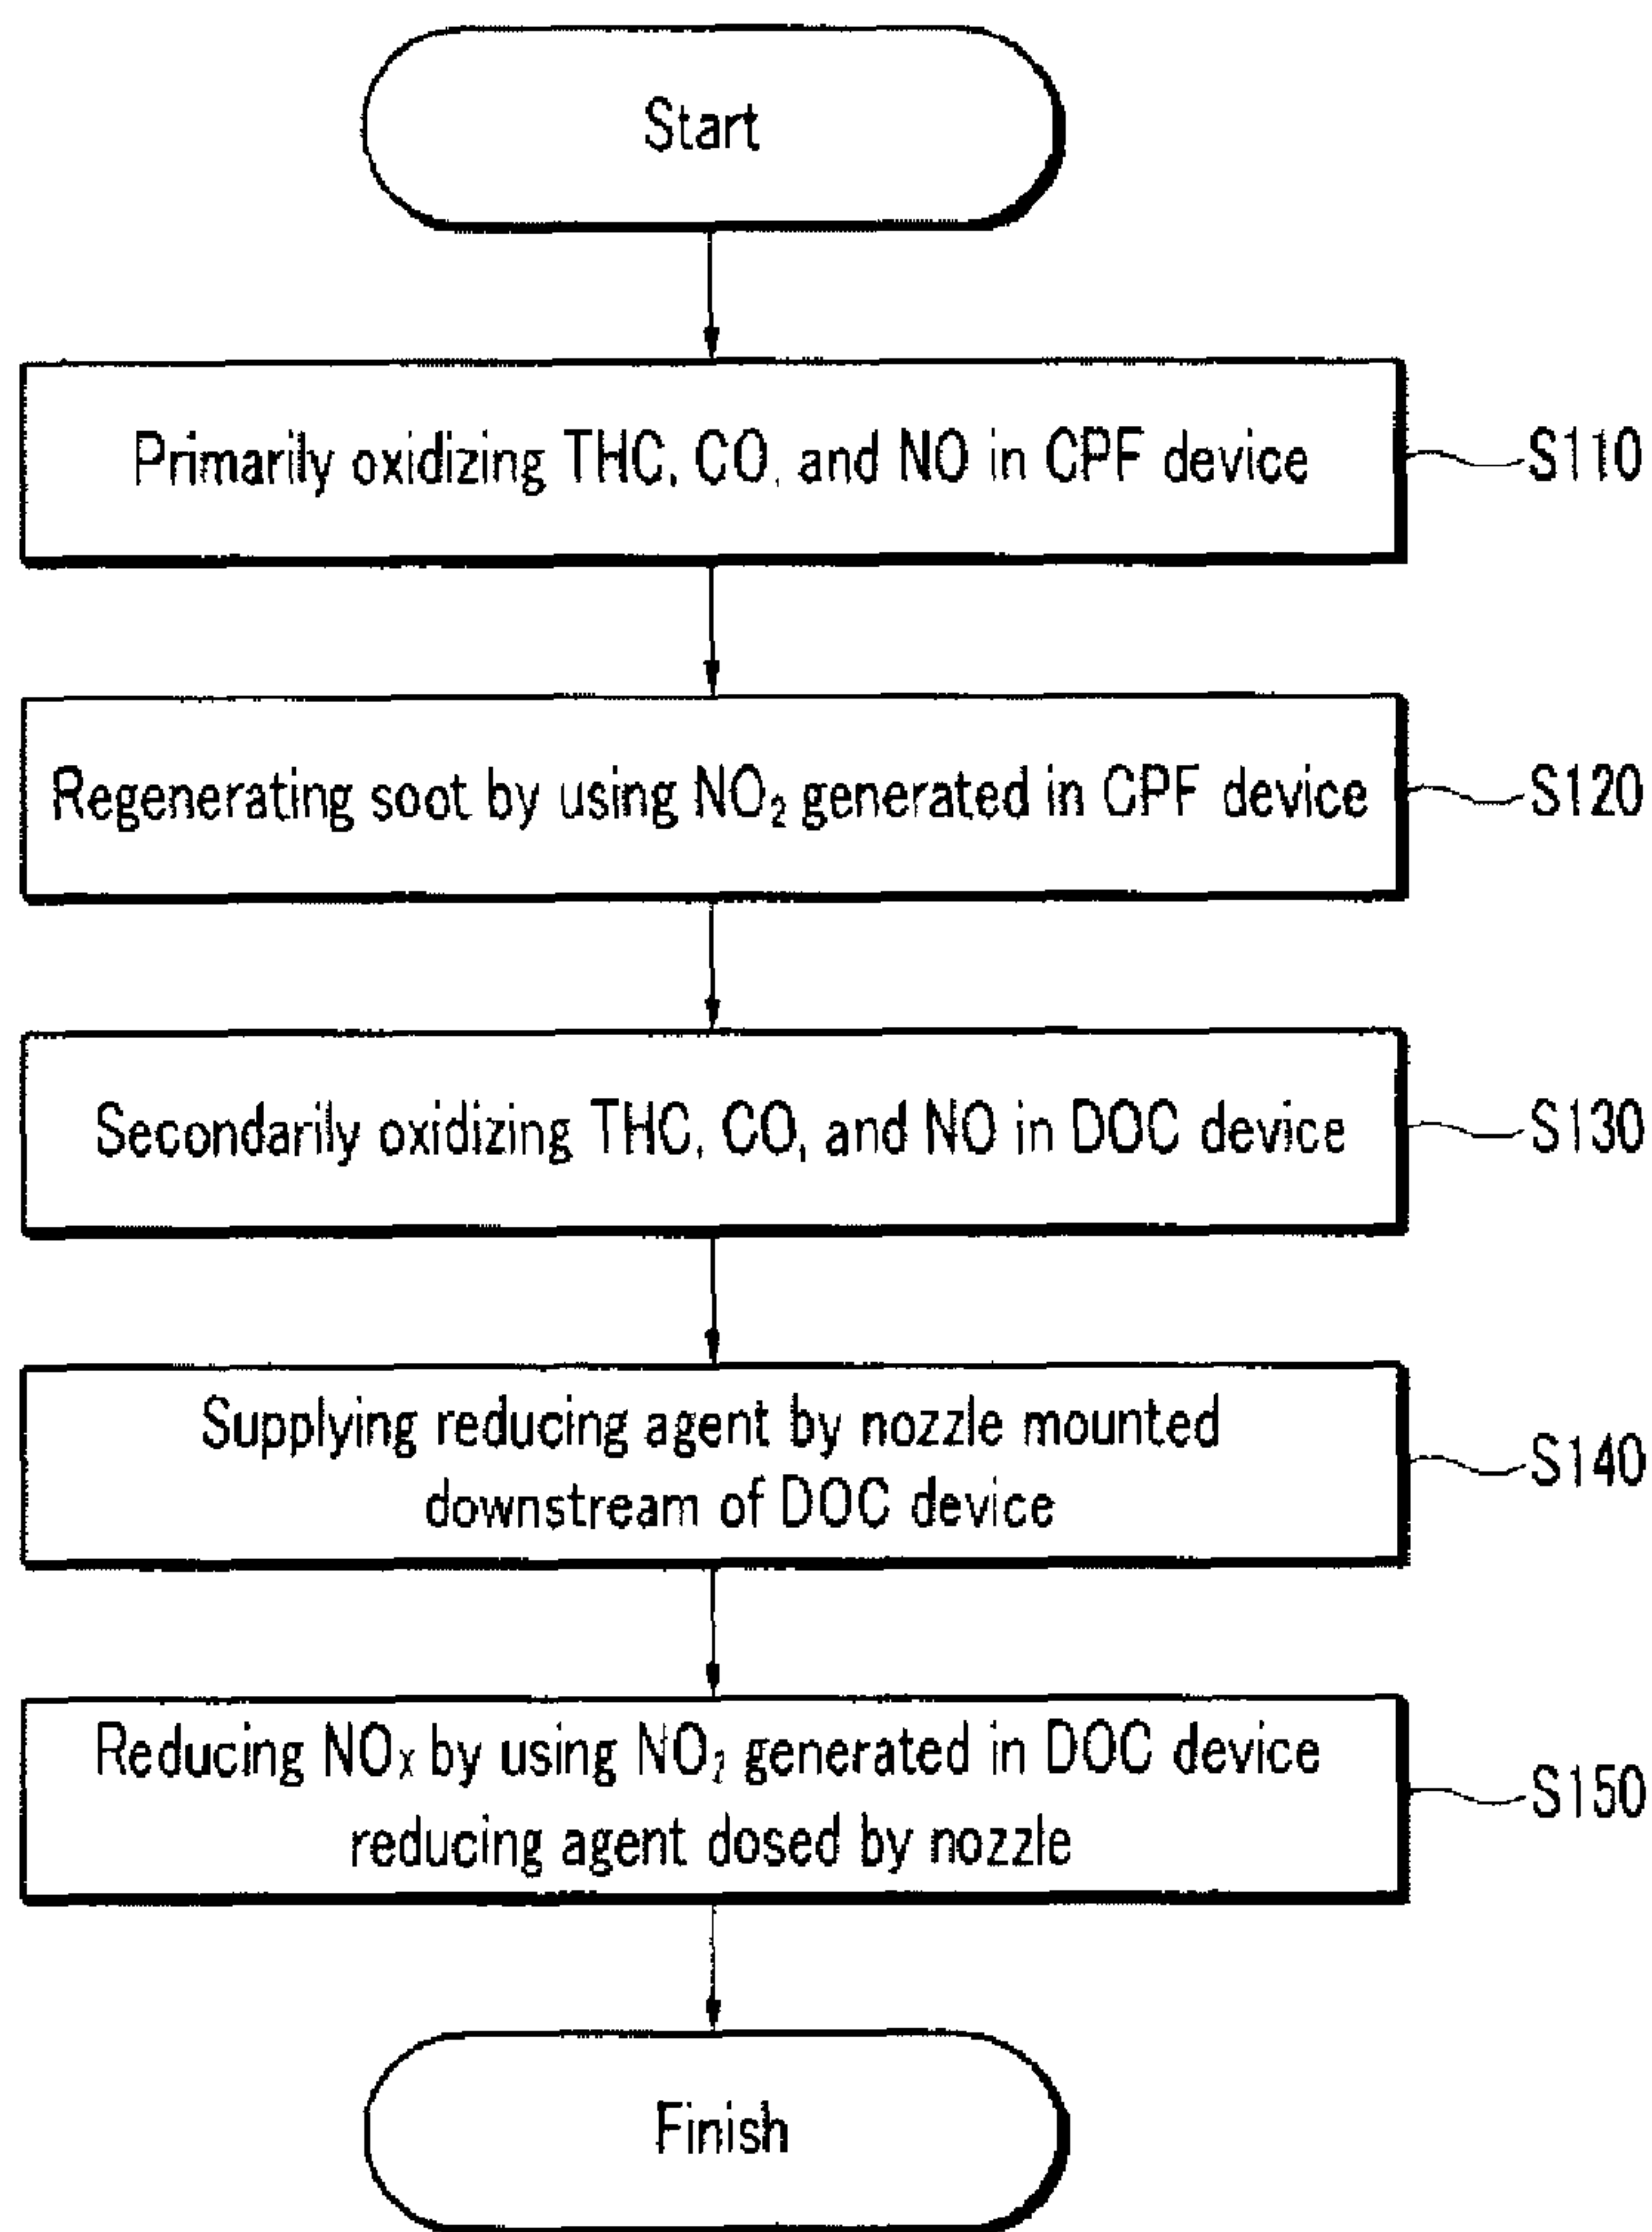 Start
Primarily oxidizing THC, CO, and NO in CPF device
S110
Regenerating soot by using NO₂ generated in CPF device
S120
Secondarily oxidizing THC, CO, and NO in DOC device
S130
Supplying reducing agent by nozzle mounted
downstream of DOC device
S140
Reducing NOₓ by using NO₂ generated in DOC device
reducing agent dosed by nozzle
S150
Finish